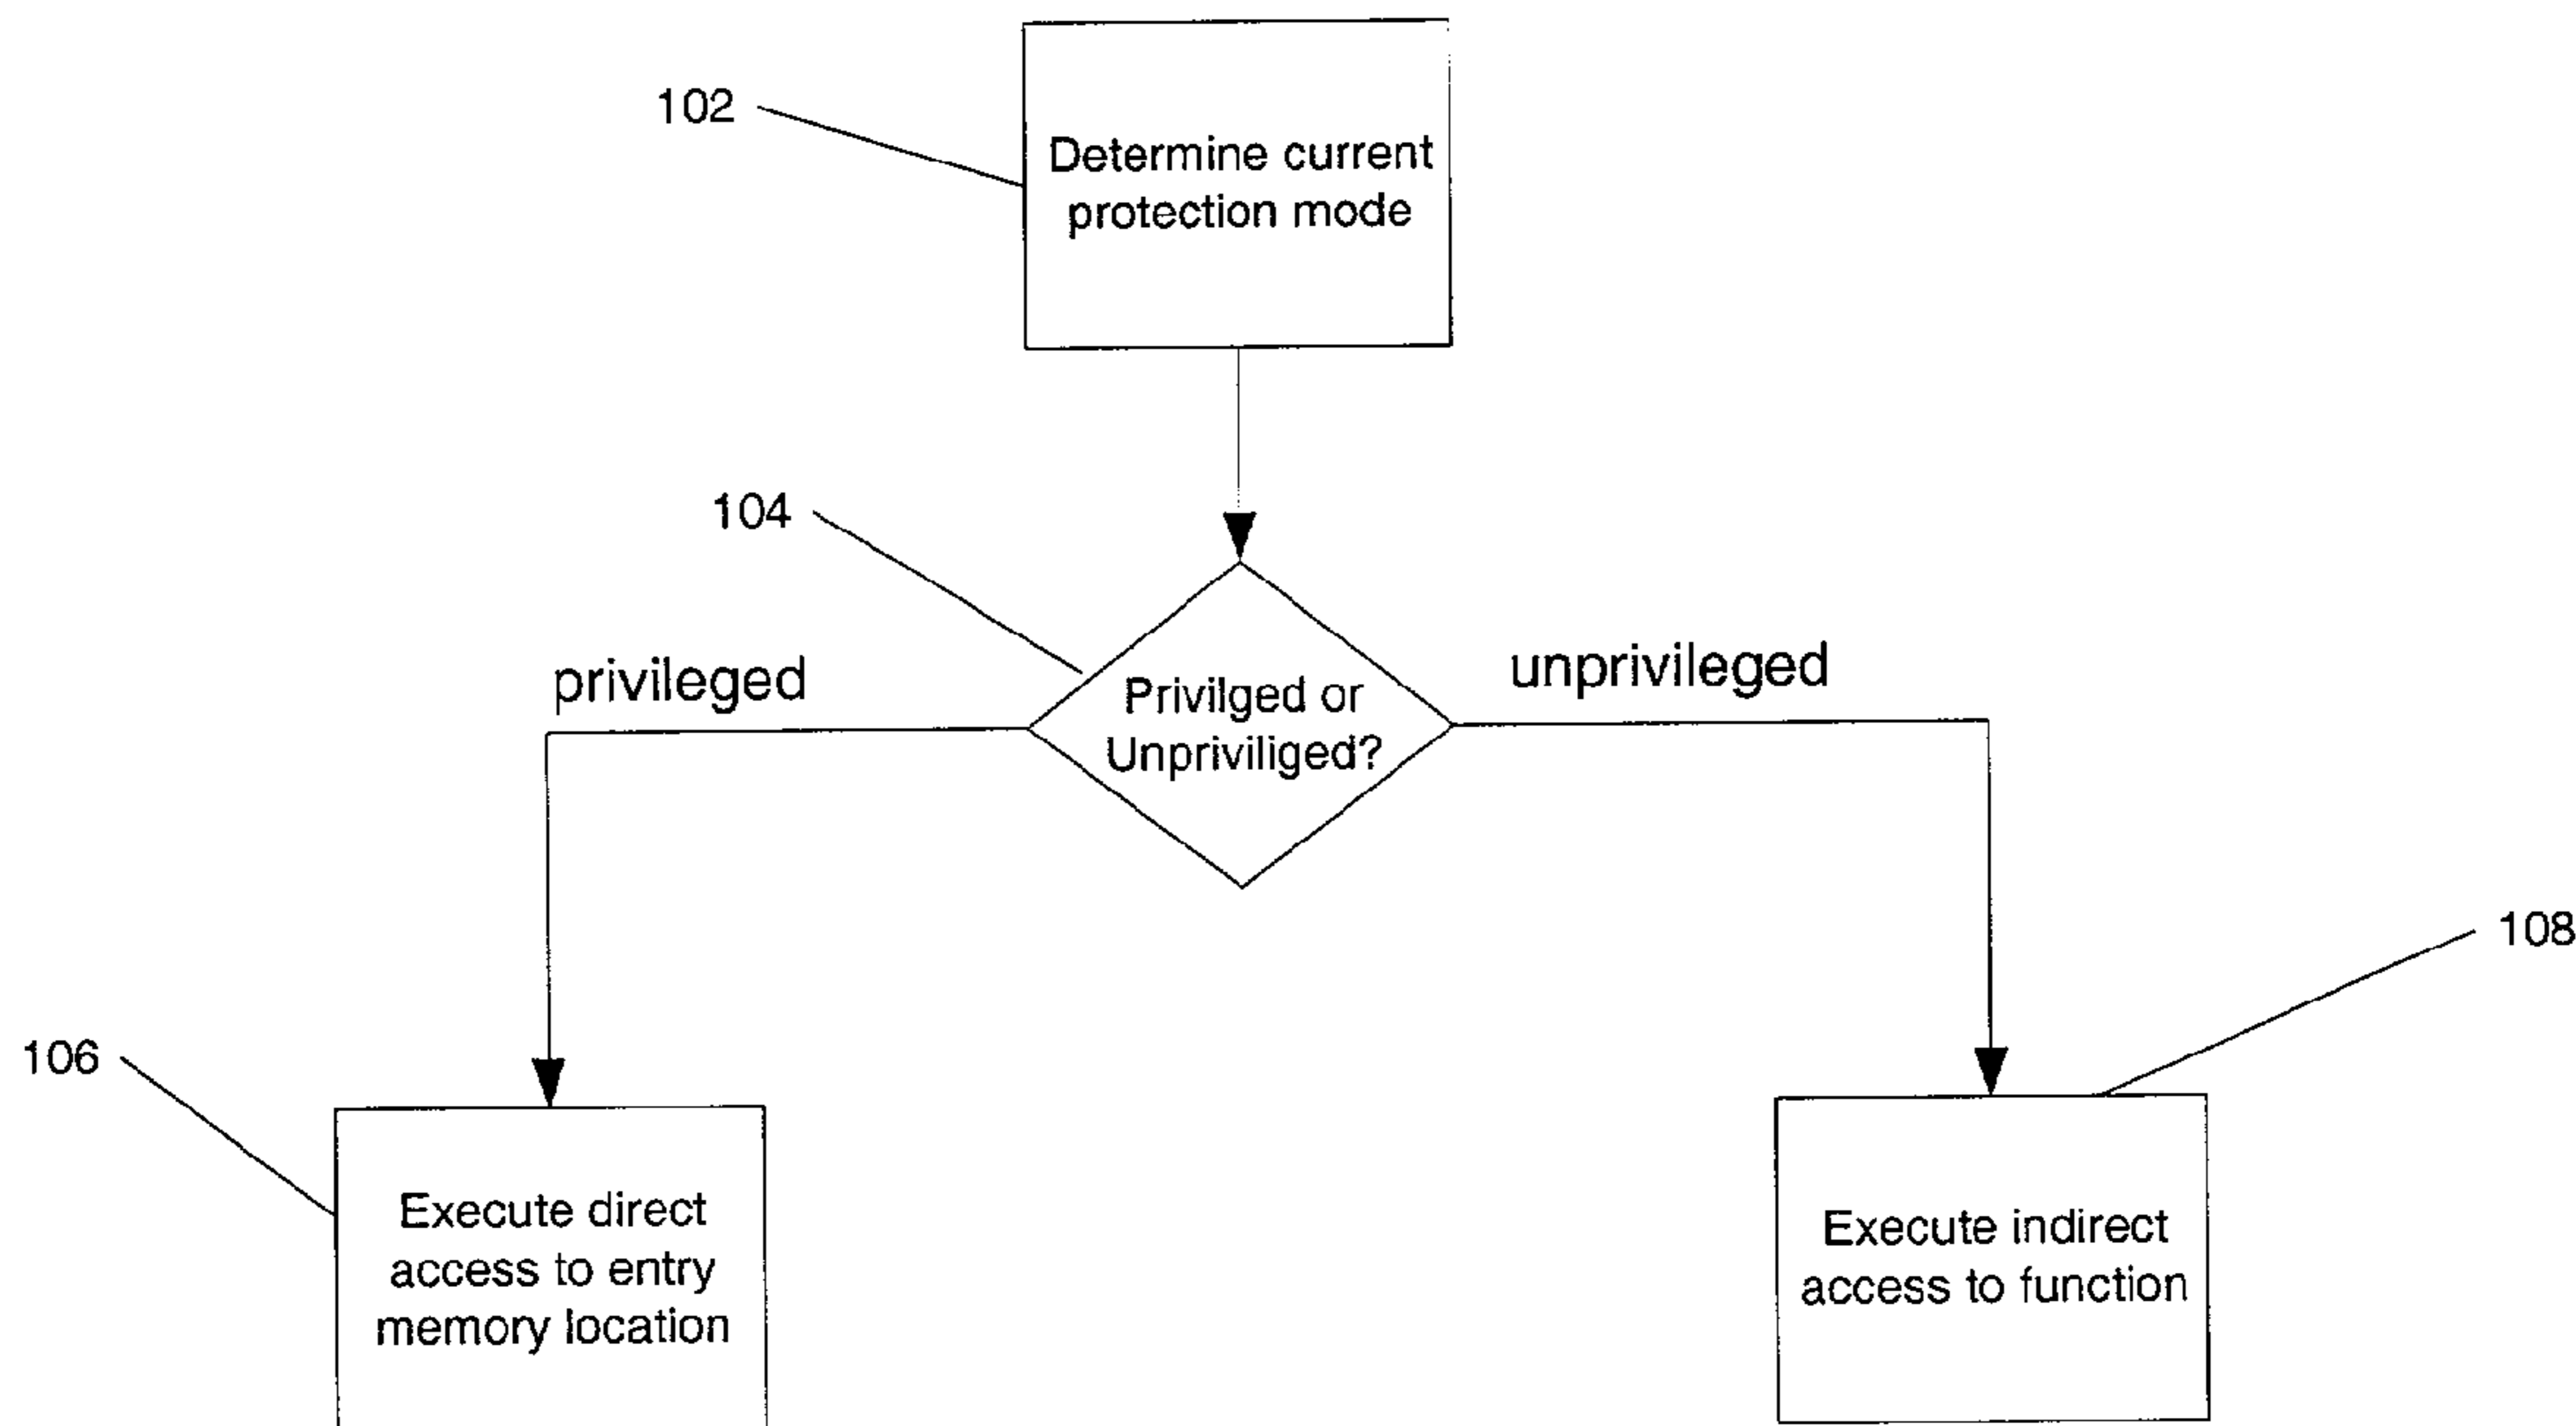 102
Determine current
protection mode
104
privileged
unprivileged
Privilged or
Unpriviliged?
108
106
Execute direct
access to entry
memory location
Execute indirect
access to function